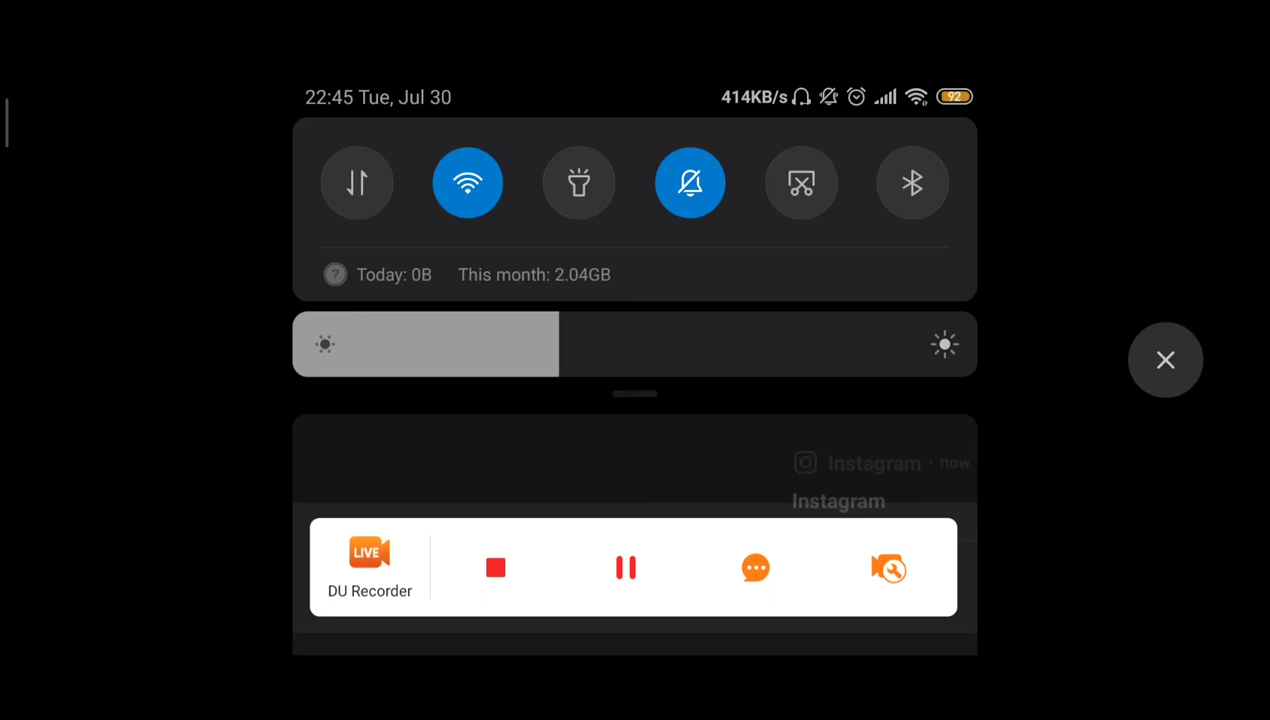 22:45 Tue, Jul 30
414KB/s
92
? Today: 0B This month: 2.04GB
Instagram · now
Instagram
LIVE
DU Recorder